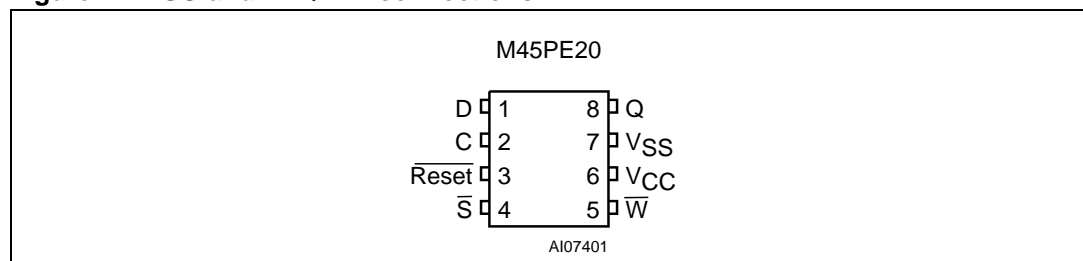 M45PE20
D 1 8 Q
C 2 7 VSS
Reset 3 6 VCC
S 4 5 W
AI07401